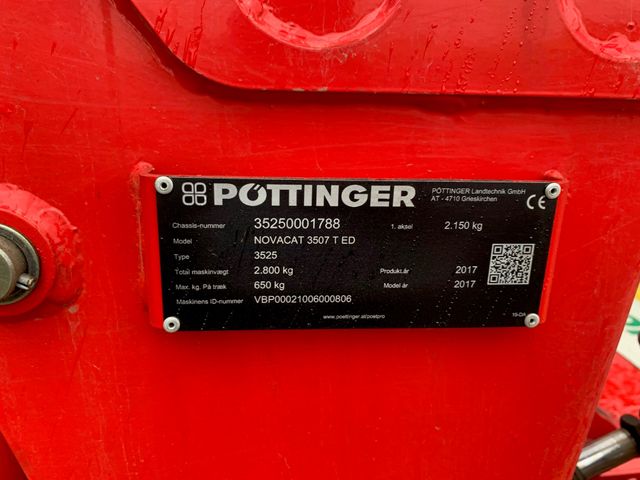 PÖTTINGER
PÖTTINGER Landtechnik GmbH
AT - 4710 Grieskirchen
CE
Chassis-nummer 35250001788 1. aksel 2.150 kg
Model NOVACAT 3507 T ED
Type 3525
Total maskinvægt 2.800 kg Produkt.år 2017
Max. kg. På træk 650 kg Model år 2017
Maskinens ID-nummer VBP00021006000806
www.poettinger.at/poetpro
15-DA